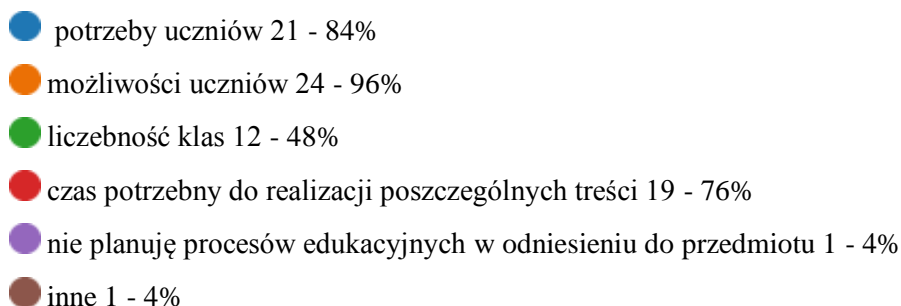 potrzeby uczniów 21 - 84%
możliwości uczniów 24 - 96%
liczebność klas 12 - 48%
czas potrzebny do realizacji poszczególnych treści 19 - 76%
nie planuję procesów edukacyjnych w odniesieniu do przedmiotu 1 - 4%
inne 1 - 4%